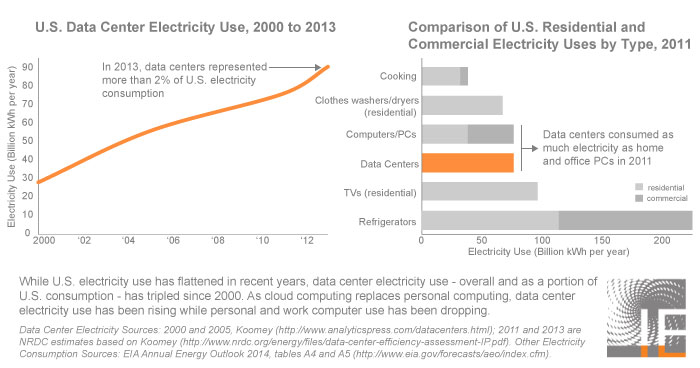 U.S. Data Center Electricity Use, 2000 to 2013
Electricity Use (Billion kWh per year)
90
80
70
60
50
40
30
20
10
0
In 2013, data centers represented
more than 2% of U.S. electricity
consumption
2000 '02 '04 '06 '08 '10 '12
Comparison of U.S. Residential and
Commercial Electricity Uses by Type, 2011
Cooking
Clothes washers/dryers
(residential)
Computers/PCs
Data Centers
TVs (residential)
Refrigerators
Data centers consumed as
much electricity as home
and office PCs in 2011
residential
commercial
0 50 100 150 200
Electricity Use (Billion kWh per year)
While U.S. electricity use has flattened in recent years, data center electricity use - overall and as a portion of
U.S. consumption - has tripled since 2000. As cloud computing replaces personal computing, data center
electricity use has been rising while personal and work computer use has been dropping.
Data Center Electricity Sources: 2000 and 2005, Koomey (http://www.analyticspress.com/datacenters.html); 2011 and 2013 are
NRDC estimates based on Koomey (http://www.nrdc.org/energy/files/data-center-efficiency-assessment-IP.pdf). Other Electricity
Consumption Sources: EIA Annual Energy Outlook 2014, tables A4 and A5 (http://www.eia.gov/forecasts/aeo/index.cfm).